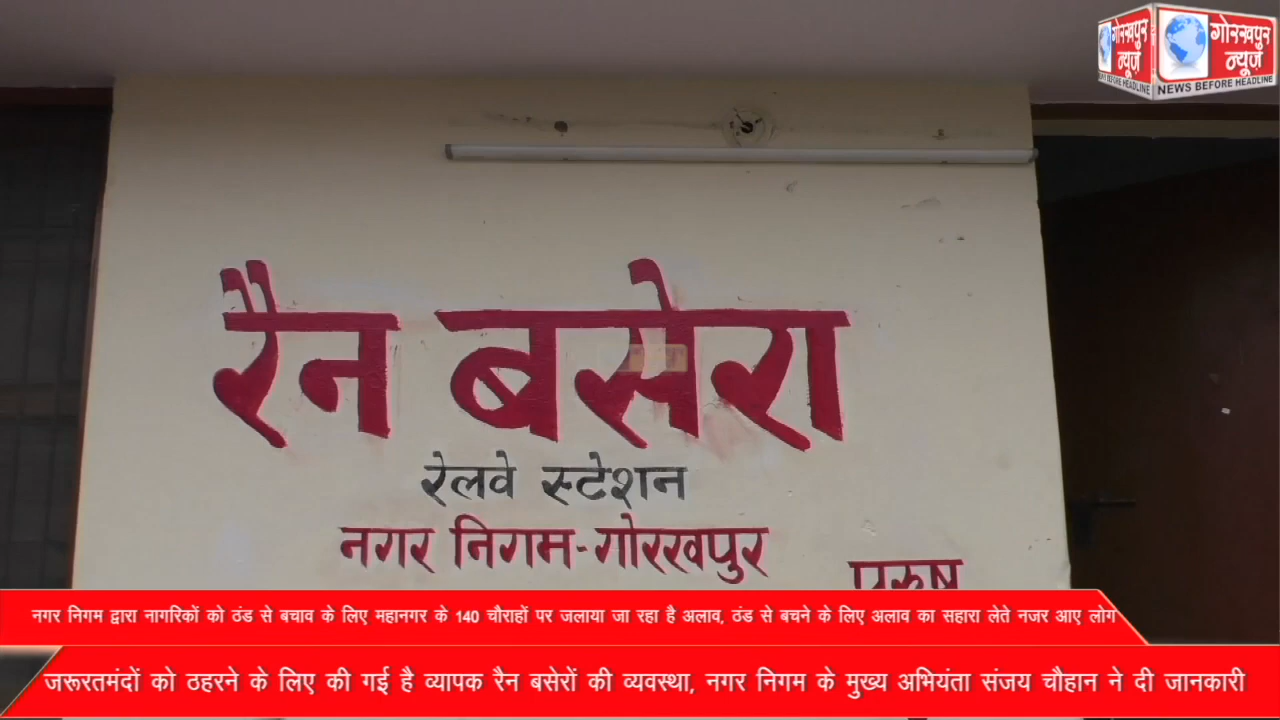 गोरखपुर
न्यूज़
NEWS BEFORE HEADLINE
रैन बसेरा
रेलवे स्टेशन
नगर निगम-गोरखपुर
पुरुष
नगर निगम द्वारा नागरिकों को ठंड से बचाव के लिए महानगर के 140 चौराहों पर जलाया जा रहा है अलाव, ठंड से बचने के लिए अलाव का सहारा लेते नजर आए लोग
जरूरतमंदों को ठहरने के लिए की गई है व्यापक रैन बसेरों की व्यवस्था, नगर निगम के मुख्य अभियंता संजय चौहान ने दी जानकारी